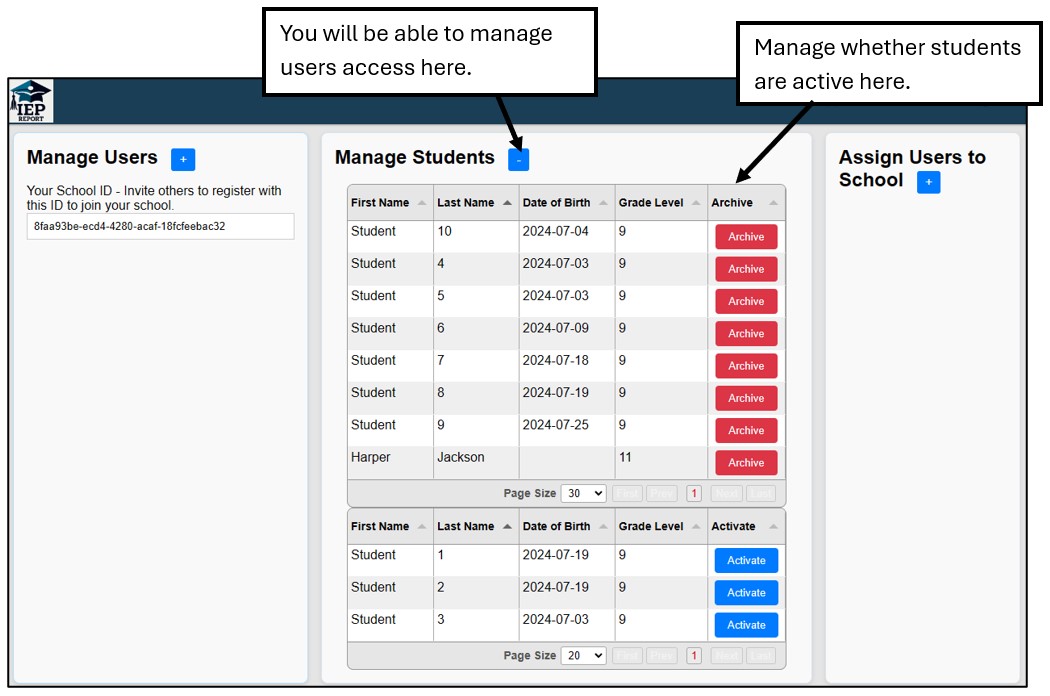 You will be able to manage
users access here.
Manage whether students
are active here.
IEP
REPORT
Manage Users +
Your School ID - Invite others to register with
this ID to join your school.
8faa93be-ecd4-4280-acaf-18fcfeebac32
Manage Students -
First Name Last Name Date of Birth Grade Level Archive
Student 10 2024-07-04 9 Archive
Student 4 2024-07-03 9 Archive
Student 5 2024-07-03 9 Archive
Student 6 2024-07-09 9 Archive
Student 7 2024-07-18 9 Archive
Student 8 2024-07-19 9 Archive
Student 9 2024-07-25 9 Archive
Harper Jackson 11 Archive
Page Size 30 First Prev 1 Next Last
First Name Last Name Date of Birth Grade Level Activate
Student 1 2024-07-19 9 Activate
Student 2 2024-07-19 9 Activate
Student 3 2024-07-03 9 Activate
Page Size 20 First Prev 1 Next Last
Assign Users to
School +